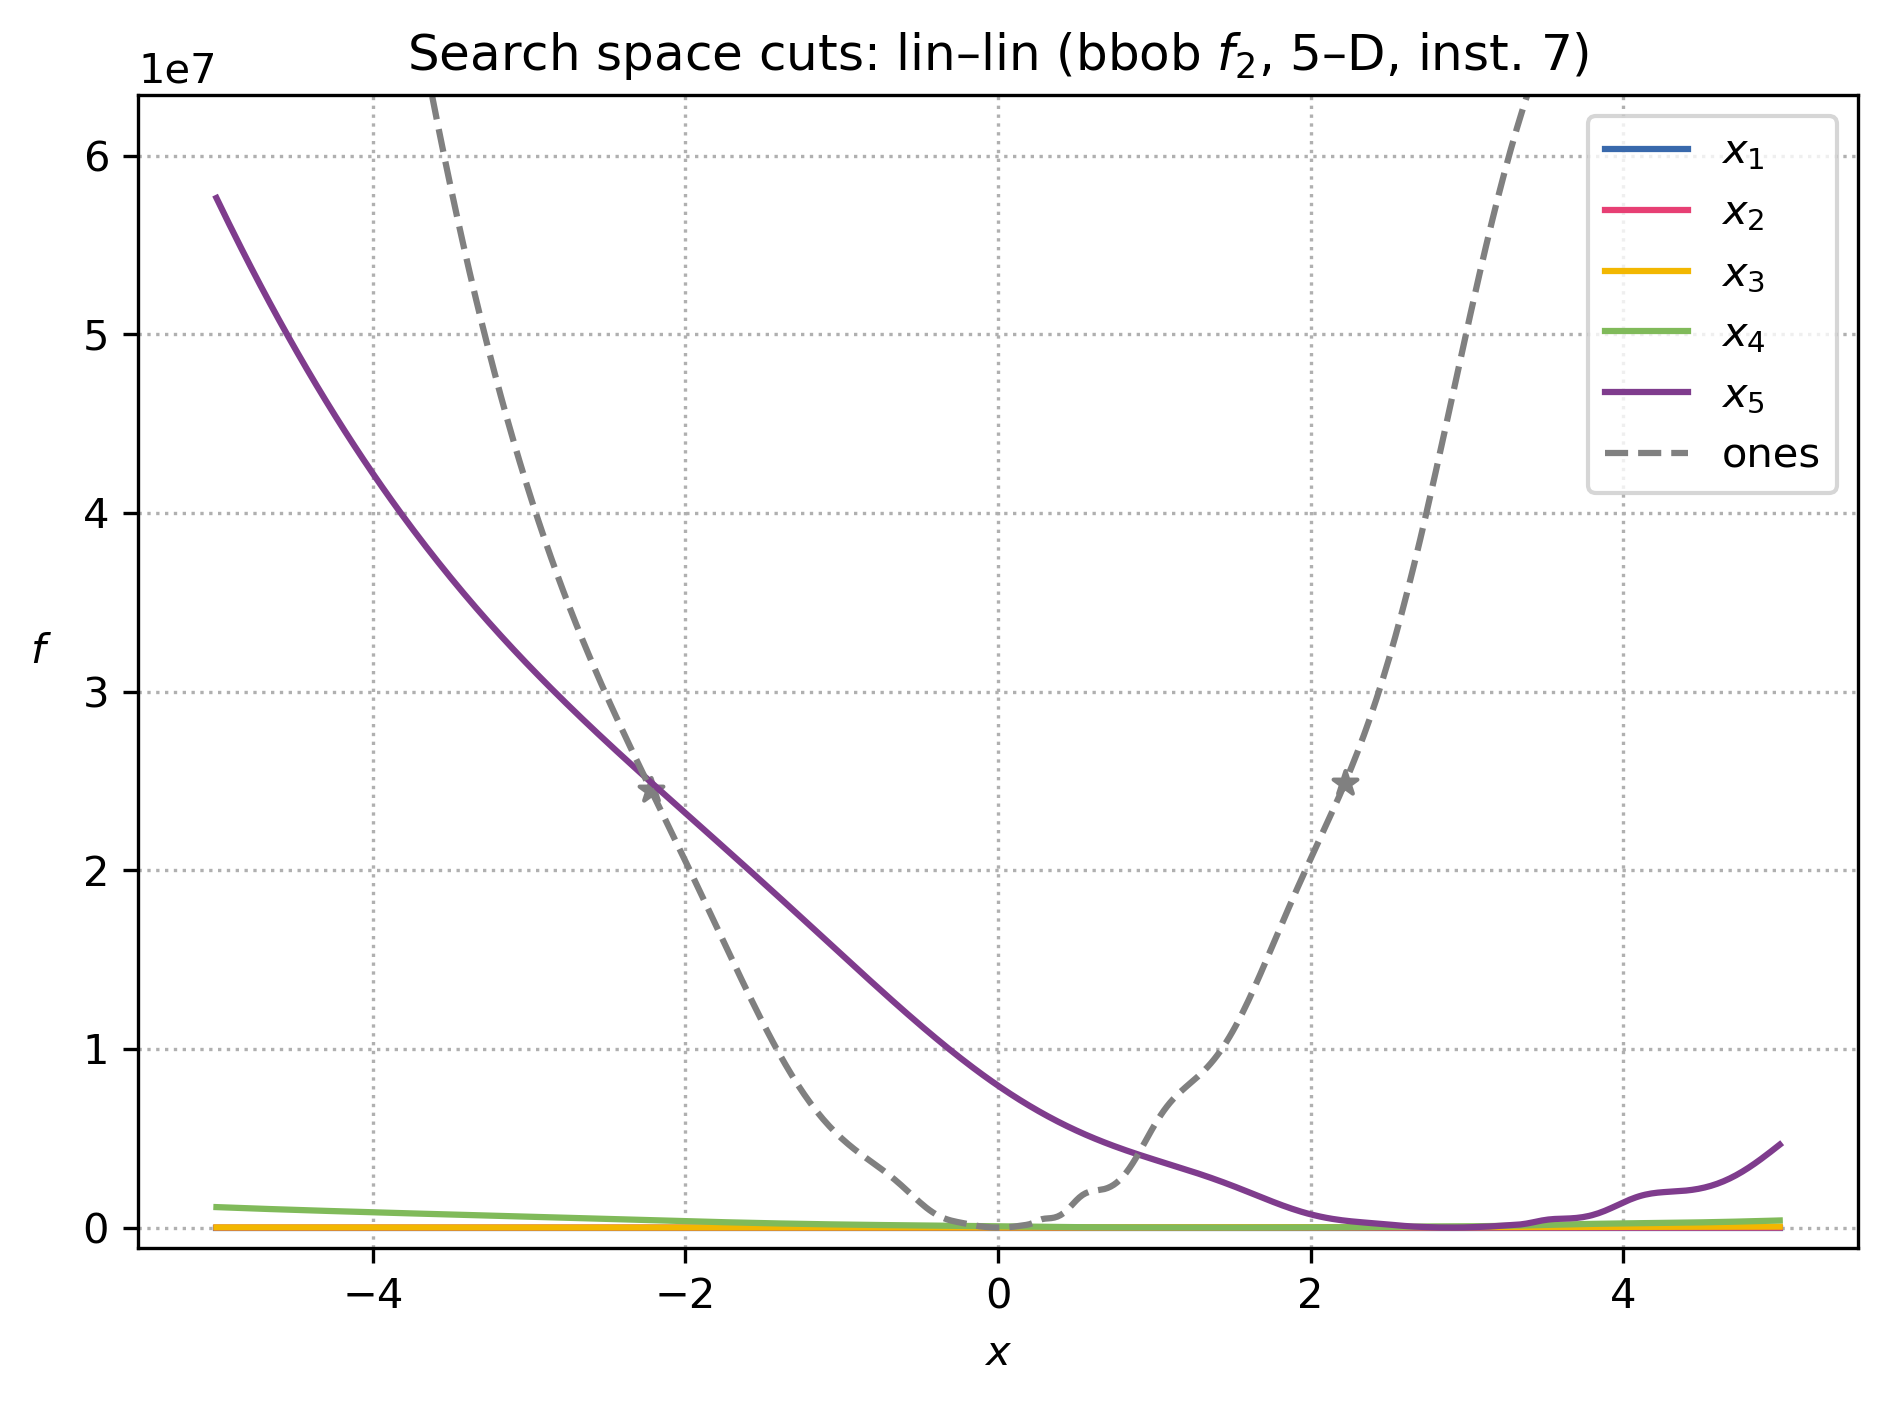 Search space cuts: lin–lin (bbob f₂, 5–D, inst. 7)
1e7
6
5
4
3
2
1
0
f
−4
−2
0
2
4
x
x₁
x₂
x₃
x₄
x₅
ones